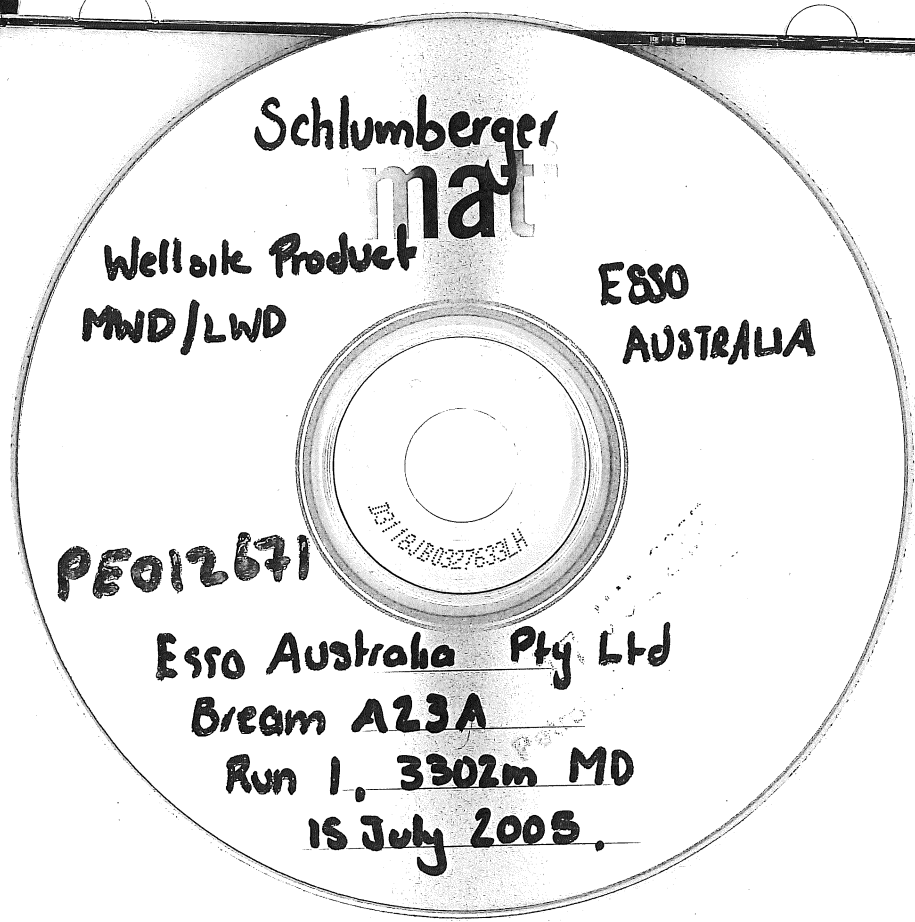 Schlumberger
mat
Wellsite Product
MWD/LWD
ESSO
AUSTRALIA
D3118JB0327633LH
PE012671
Esso Australia Pty Ltd
Bream A23A
Run 1, 3302m MD
15 July 2005.